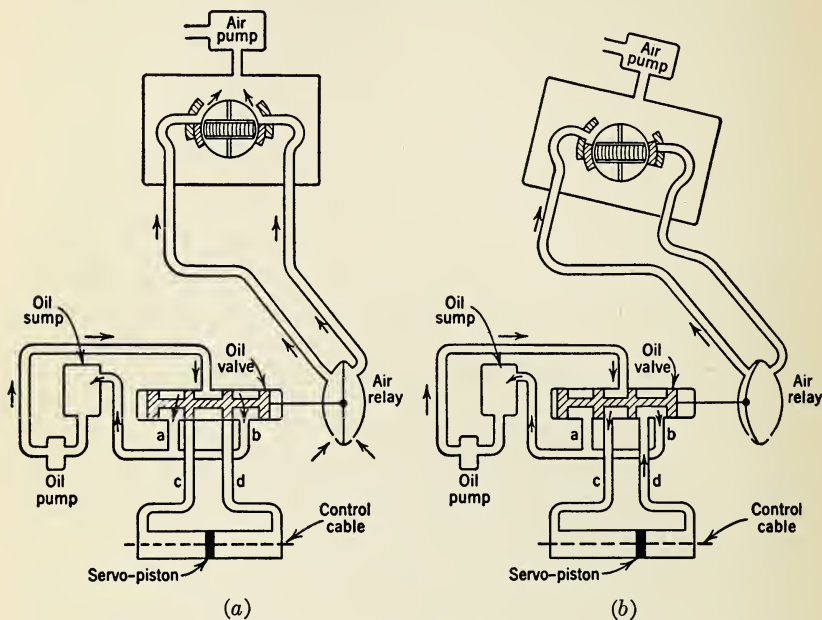 Air
pump
Oil
sump
Oil
valve
Air
relay
a
b
Oil
pump
c
d
Control
cable
Servo-piston
(a)
Air
pump
Oil
sump
Oil
valve
Air
relay
a
b
Oil
pump
c
d
Control
cable
Servo-piston
(b)